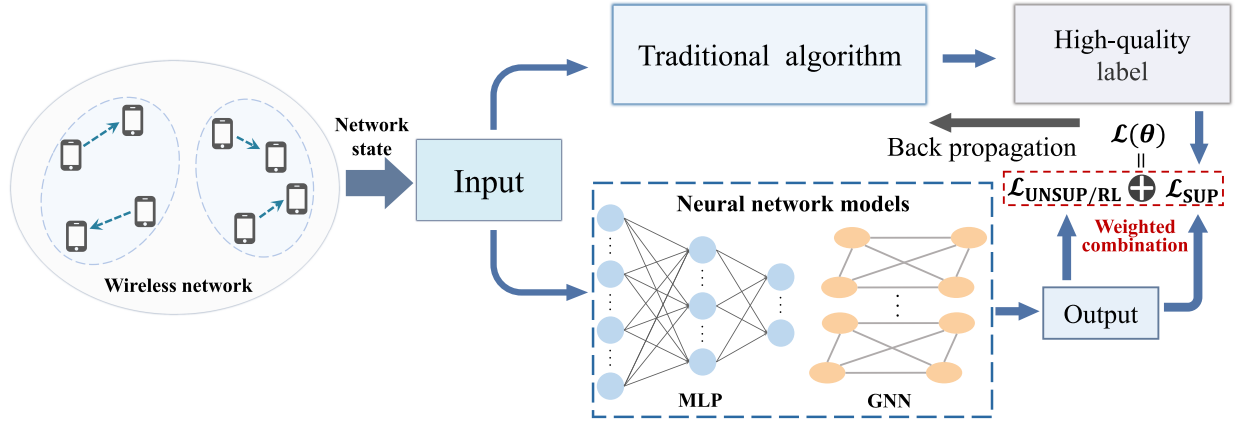 Wireless network
Network
state
Input
Traditional algorithm
High-quality
label
Back propagation
𝓛(θ)
=
𝓛UNSUP/RL ⊕ 𝓛SUP
Weighted
combination
Neural network models
MLP
GNN
Output